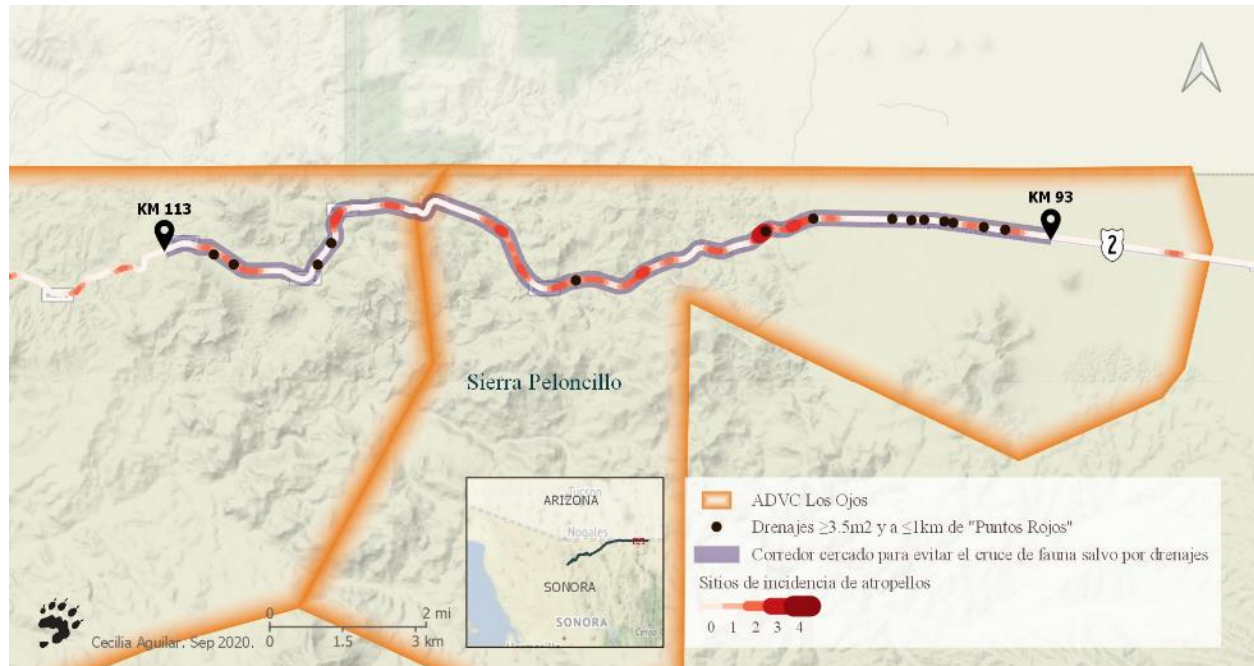 KM 113
KM 93
2
Sierra Peloncillo
Tucson
ARIZONA
Nogales
SONORA
SONORA
Hermosillo
ADVC Los Ojos
Drenajes ≥3.5m2 y a ≤1km de "Puntos Rojos"
Corredor cercado para evitar el cruce de fauna salvo por drenajes
Sitios de incidencia de atropellos
0 1 2 3 4
0 2 mi
Cecilia Aguilar. Sep 2020.
0 1.5 3 km